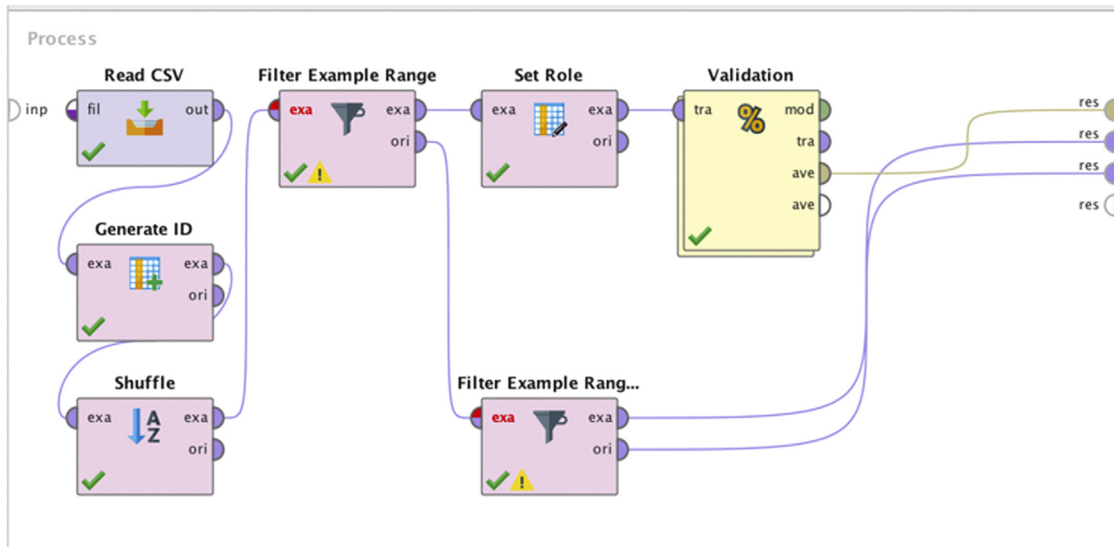 Process
Read CSV
Filter Example Range
Set Role
Validation
inp
fil
out
exa
exa
exa
exa
tra
mod
res
ori
ori
tra
res
ave
res
ave
res
Generate ID
exa
exa
ori
Shuffle
Filter Example Rang...
exa
exa
exa
exa
A
Z
ori
ori